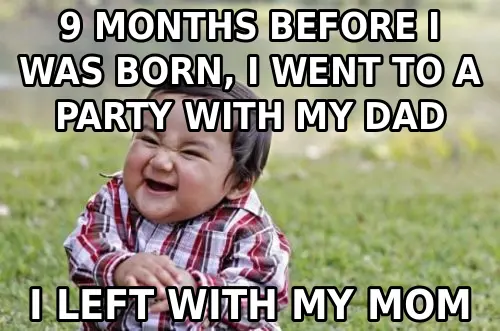 9 MONTHS BEFORE I
WAS BORN, I WENT TO A
PARTY WITH MY DAD
I LEFT WITH MY MOM